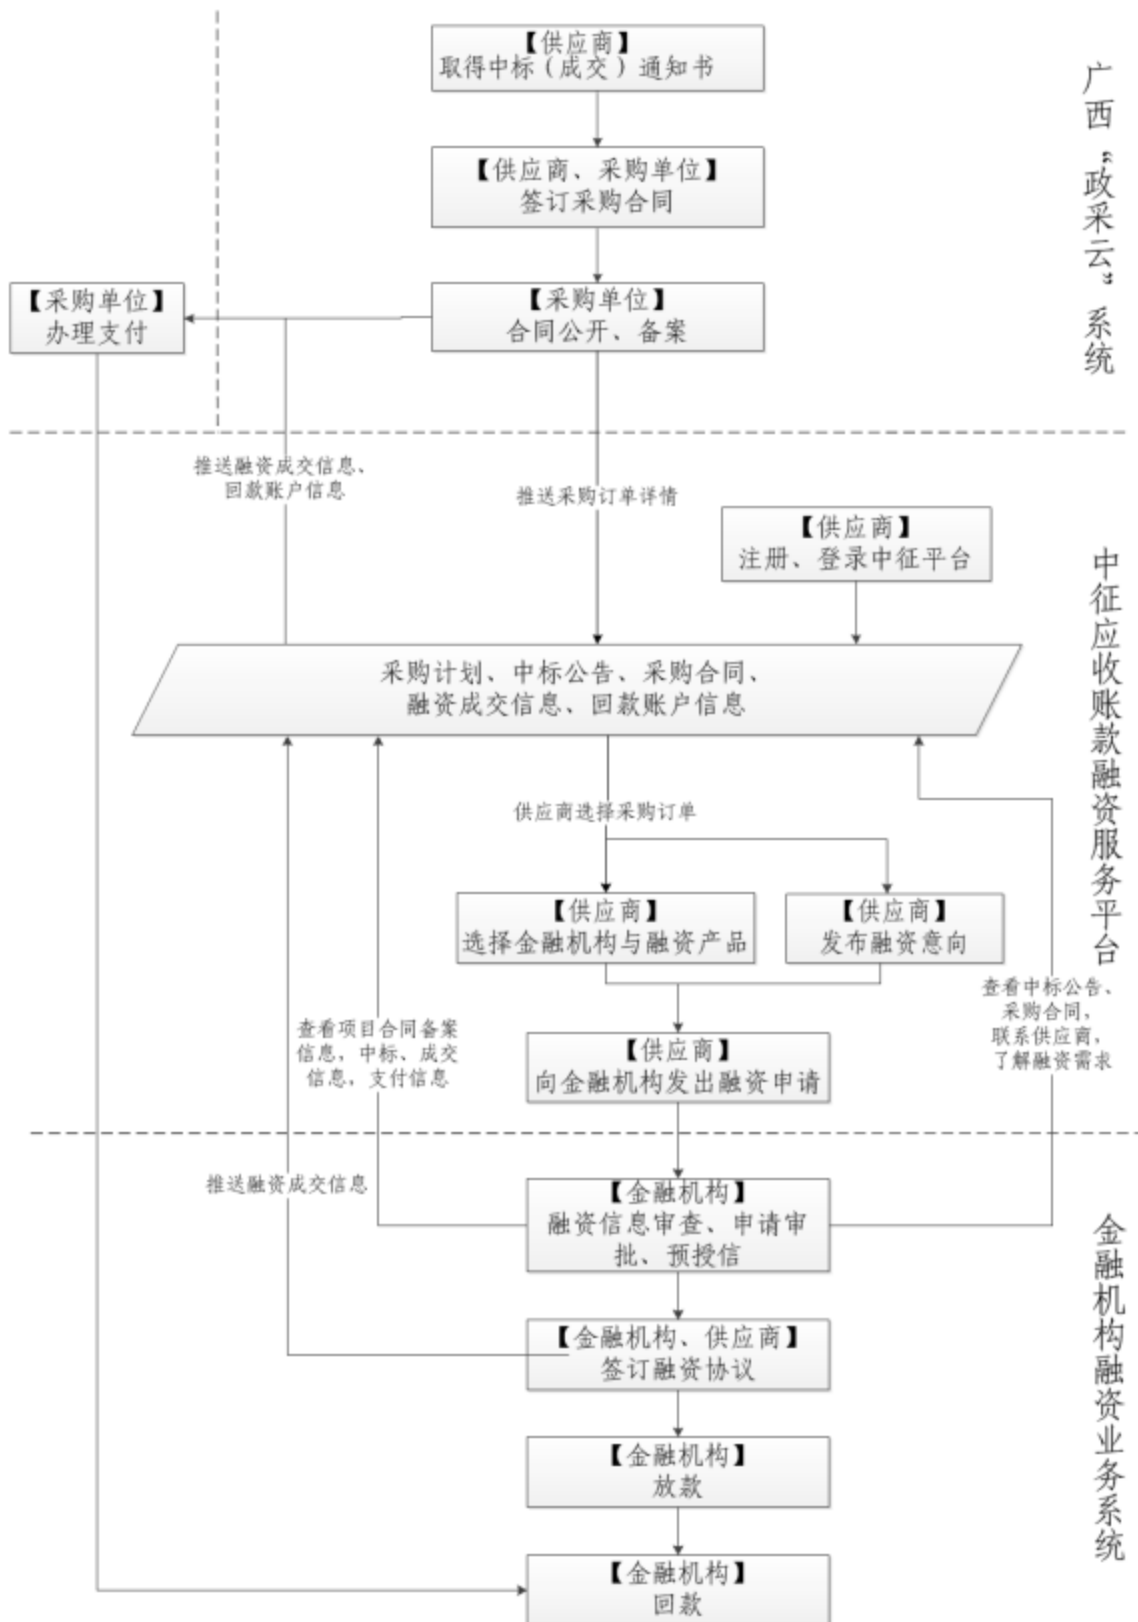 【供应商】
取得中标（成交）通知书
广西“政采云”系统
【供应商、采购单位】
签订采购合同
【采购单位】
办理支付
【采购单位】
合同公开、备案
推送融资成交信息、
回款账户信息
推送采购订单详情
【供应商】
注册、登录中征平台
中征应收账款融资服务平台
采购计划、中标公告、采购合同、
融资成交信息、回款账户信息
供应商选择采购订单
【供应商】
选择金融机构与融资产品
【供应商】
发布融资意向
查看中标公告、
采购合同，
联系供应商，
了解融资需求
查看项目合同备案
信息，中标、成交
信息，支付信息
【供应商】
向金融机构发出融资申请
推送融资成交信息
【金融机构】
融资信息审查、申请审
批、预授信
金融机构融资业务系统
【金融机构、供应商】
签订融资协议
【金融机构】
放款
【金融机构】
回款